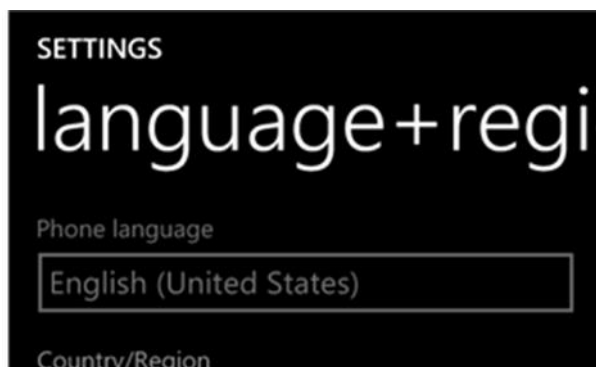 SETTINGS
language+regi
Phone language
English (United States)
Country/Region